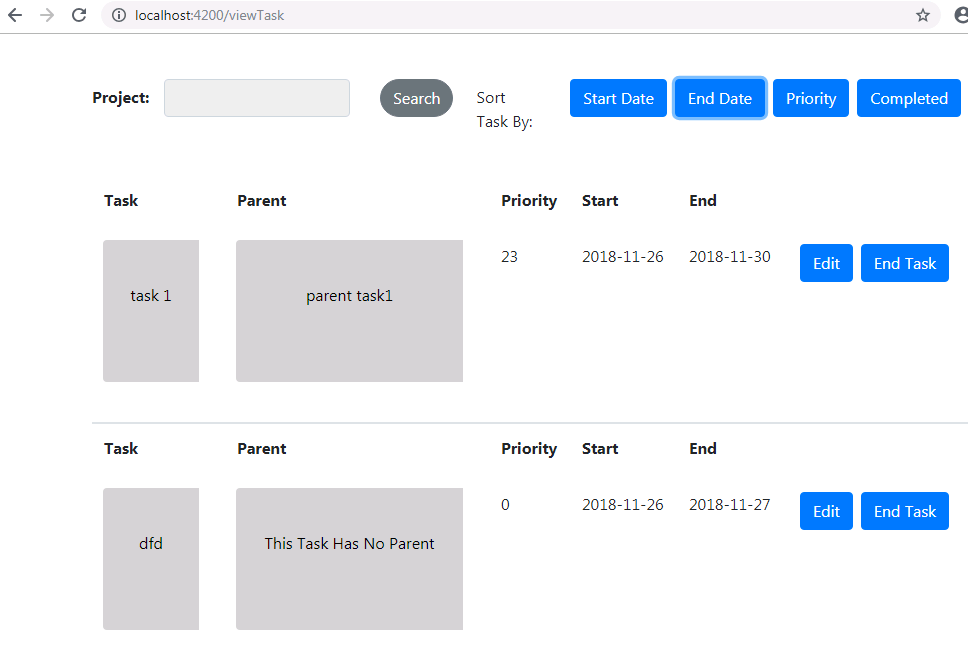 localhost:4200/viewTask
Project: Search Sort Task By: Start Date End Date Priority Completed
Task Parent Priority Start End
task 1 parent task1 23 2018-11-26 2018-11-30 Edit End Task
Task Parent Priority Start End
dfd This Task Has No Parent 0 2018-11-26 2018-11-27 Edit End Task